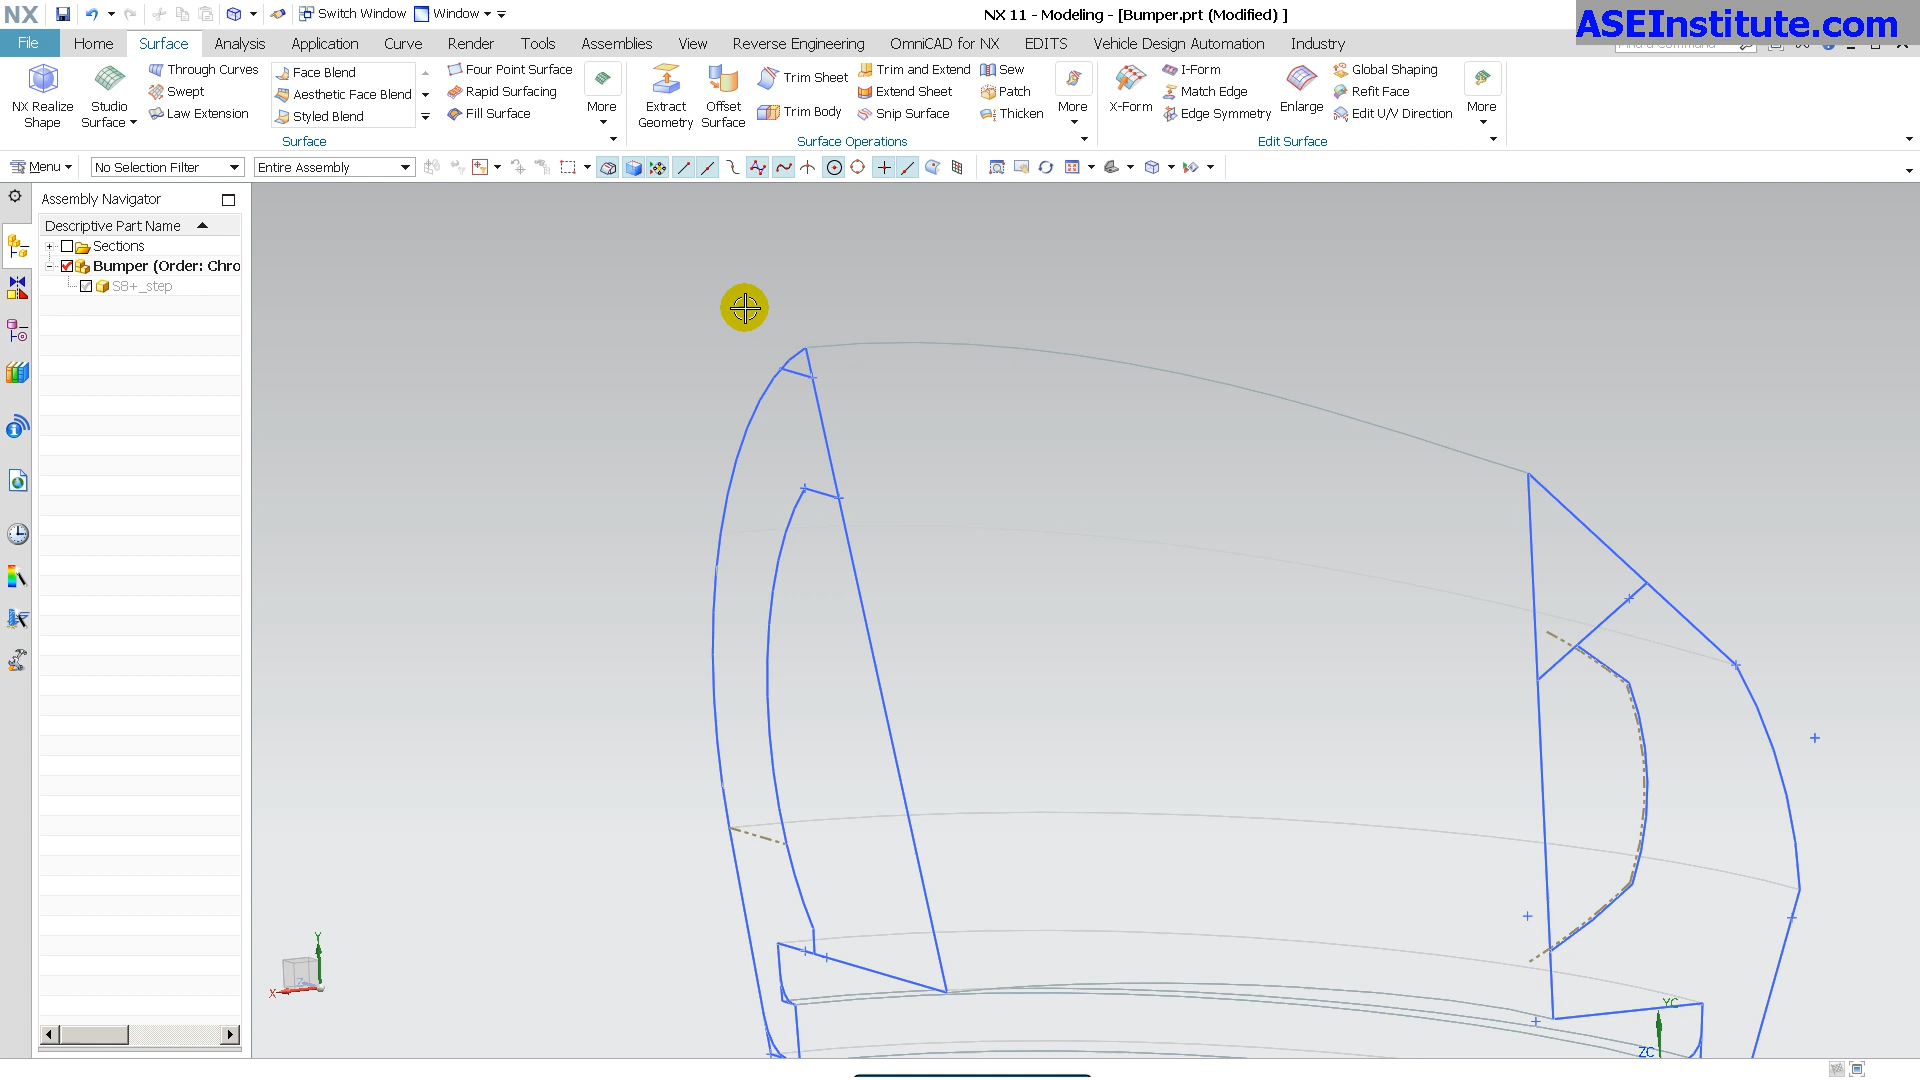 NX Switch Window Window NX 11 - Modeling - [Bumper.prt (Modified) ]
ASEInstitute.com
File Home Surface Analysis Application Curve Render Tools Assemblies View Reverse Engineering OmniCAD for NX EDITS Vehicle Design Automation Industry
NX Realize
Shape
Studio
Surface
Through Curves
Swept
Law Extension
Face Blend
Aesthetic Face Blend
Styled Blend
Four Point Surface
Rapid Surfacing
Fill Surface
More
Surface
Extract
Geometry
Offset
Surface
Trim Sheet
Trim Body
Trim and Extend
Extend Sheet
Snip Surface
Sew
Patch
Thicken
More
Surface Operations
X-Form
I-Form
Match Edge
Edge Symmetry
Enlarge
Global Shaping
Refit Face
Edit U/V Direction
More
Edit Surface
Menu No Selection Filter Entire Assembly
Assembly Navigator
Descriptive Part Name
Sections
Bumper (Order: Chro
S8+_step
Y
Z
X
YC
ZC